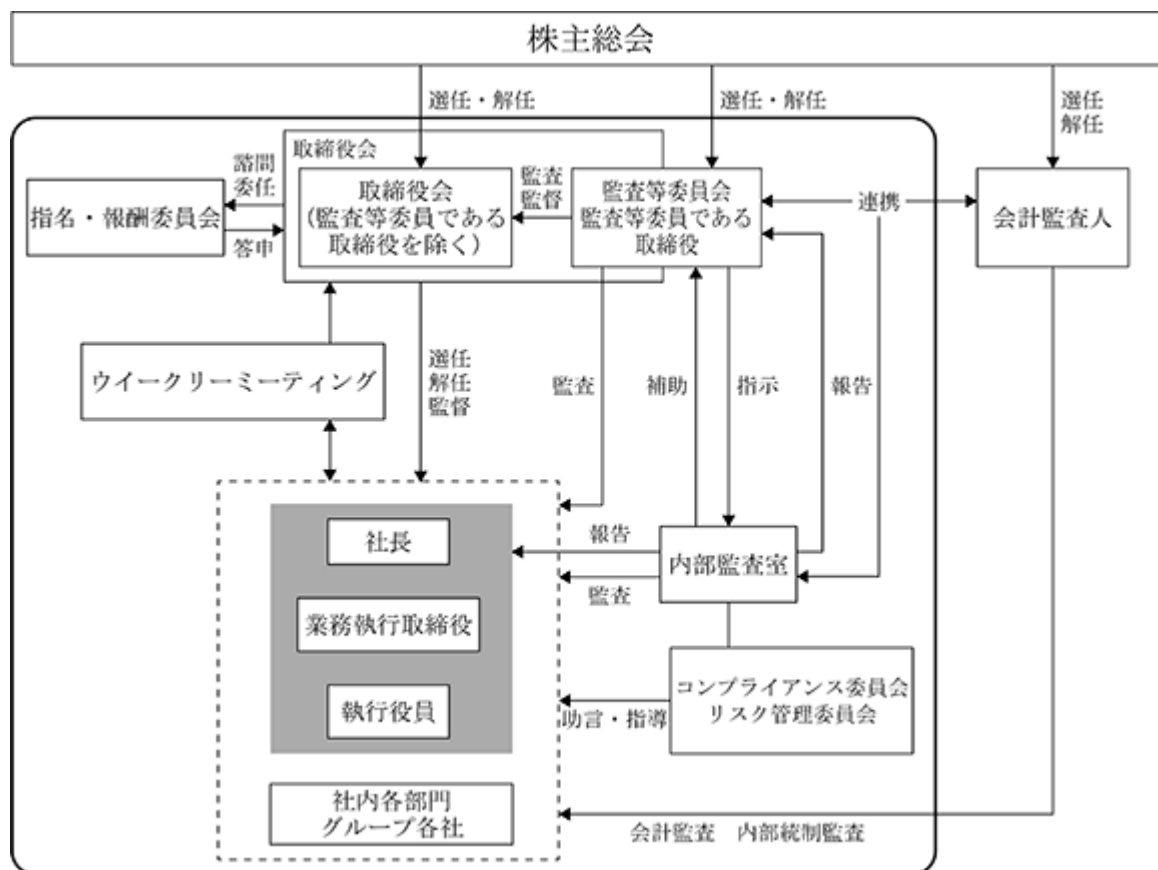 株主総会
選任・解任
選任・解任
選任
解任
取締役会
諮問
委任
指名・報酬委員会
答申
取締役会
(監査等委員である
取締役を除く)
監査
監督
監査等委員会
監査等委員である
取締役
連携
会計監査人
ウイークリーミーティング
選任
解任
監督
監査
補助
指示
報告
社長
業務執行取締役
執行役員
報告
監査
内部監査室
コンプライアンス委員会
リスク管理委員会
助言・指導
社内各部門
グループ各社
会計監査 内部統制監査